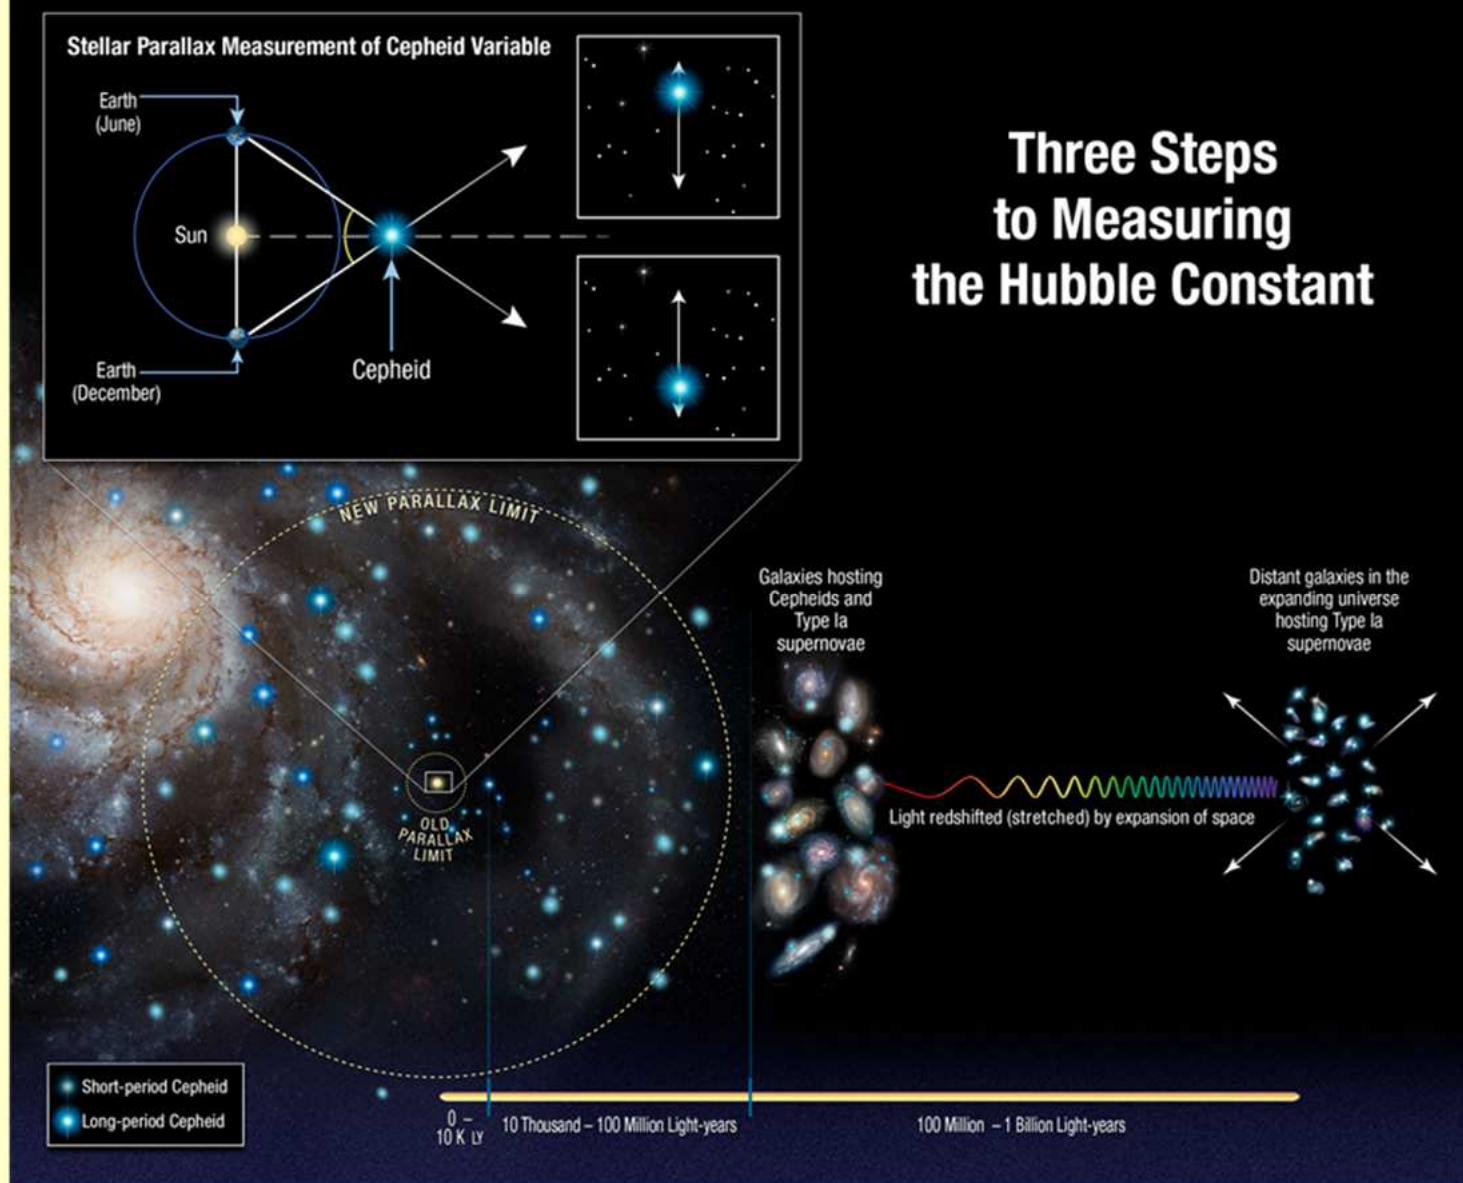 Stellar Parallax Measurement of Cepheid Variable
Earth
(June)
Sun
Earth
(December)
Cepheid
Three Steps
to Measuring
the Hubble Constant
NEW PARALLAX LIMIT
OLD
PARALLAX
LIMIT
Galaxies hosting
Cepheids and
Type Ia
supernovae
Light redshifted (stretched) by expansion of space
Distant galaxies in the
expanding universe
hosting Type Ia
supernovae
Short-period Cepheid
Long-period Cepheid
0 –
10 K LY
10 Thousand – 100 Million Light-years
100 Million – 1 Billion Light-years